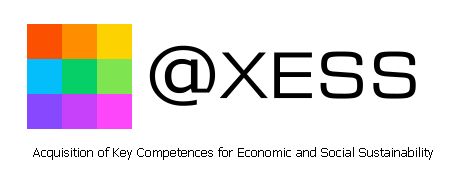 @XESS
Acquisition of Key Competences for Economic and Social Sustainability